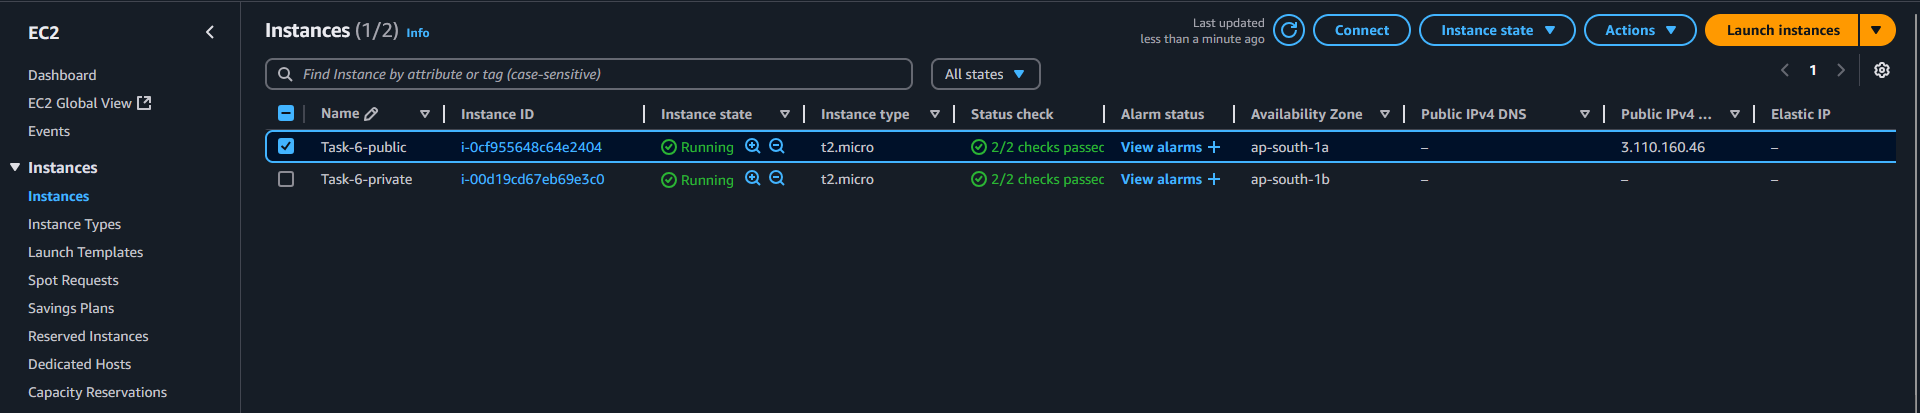 EC2
Dashboard
EC2 Global View
Events
Instances
Instances
Instance Types
Launch Templates
Spot Requests
Savings Plans
Reserved Instances
Dedicated Hosts
Capacity Reservations
Instances (1/2) Info
Last updated
less than a minute ago
Connect
Instance state
Actions
Launch instances
Find Instance by attribute or tag (case-sensitive)
All states
1
Name Instance ID Instance state Instance type Status check Alarm status Availability Zone Public IPv4 DNS Public IPv4 ... Elastic IP
Task-6-public i-0cf955648c64e2404 Running t2.micro 2/2 checks passec View alarms + ap-south-1a – 3.110.160.46 –
Task-6-private i-00d19cd67eb69e3c0 Running t2.micro 2/2 checks passec View alarms + ap-south-1b – – –